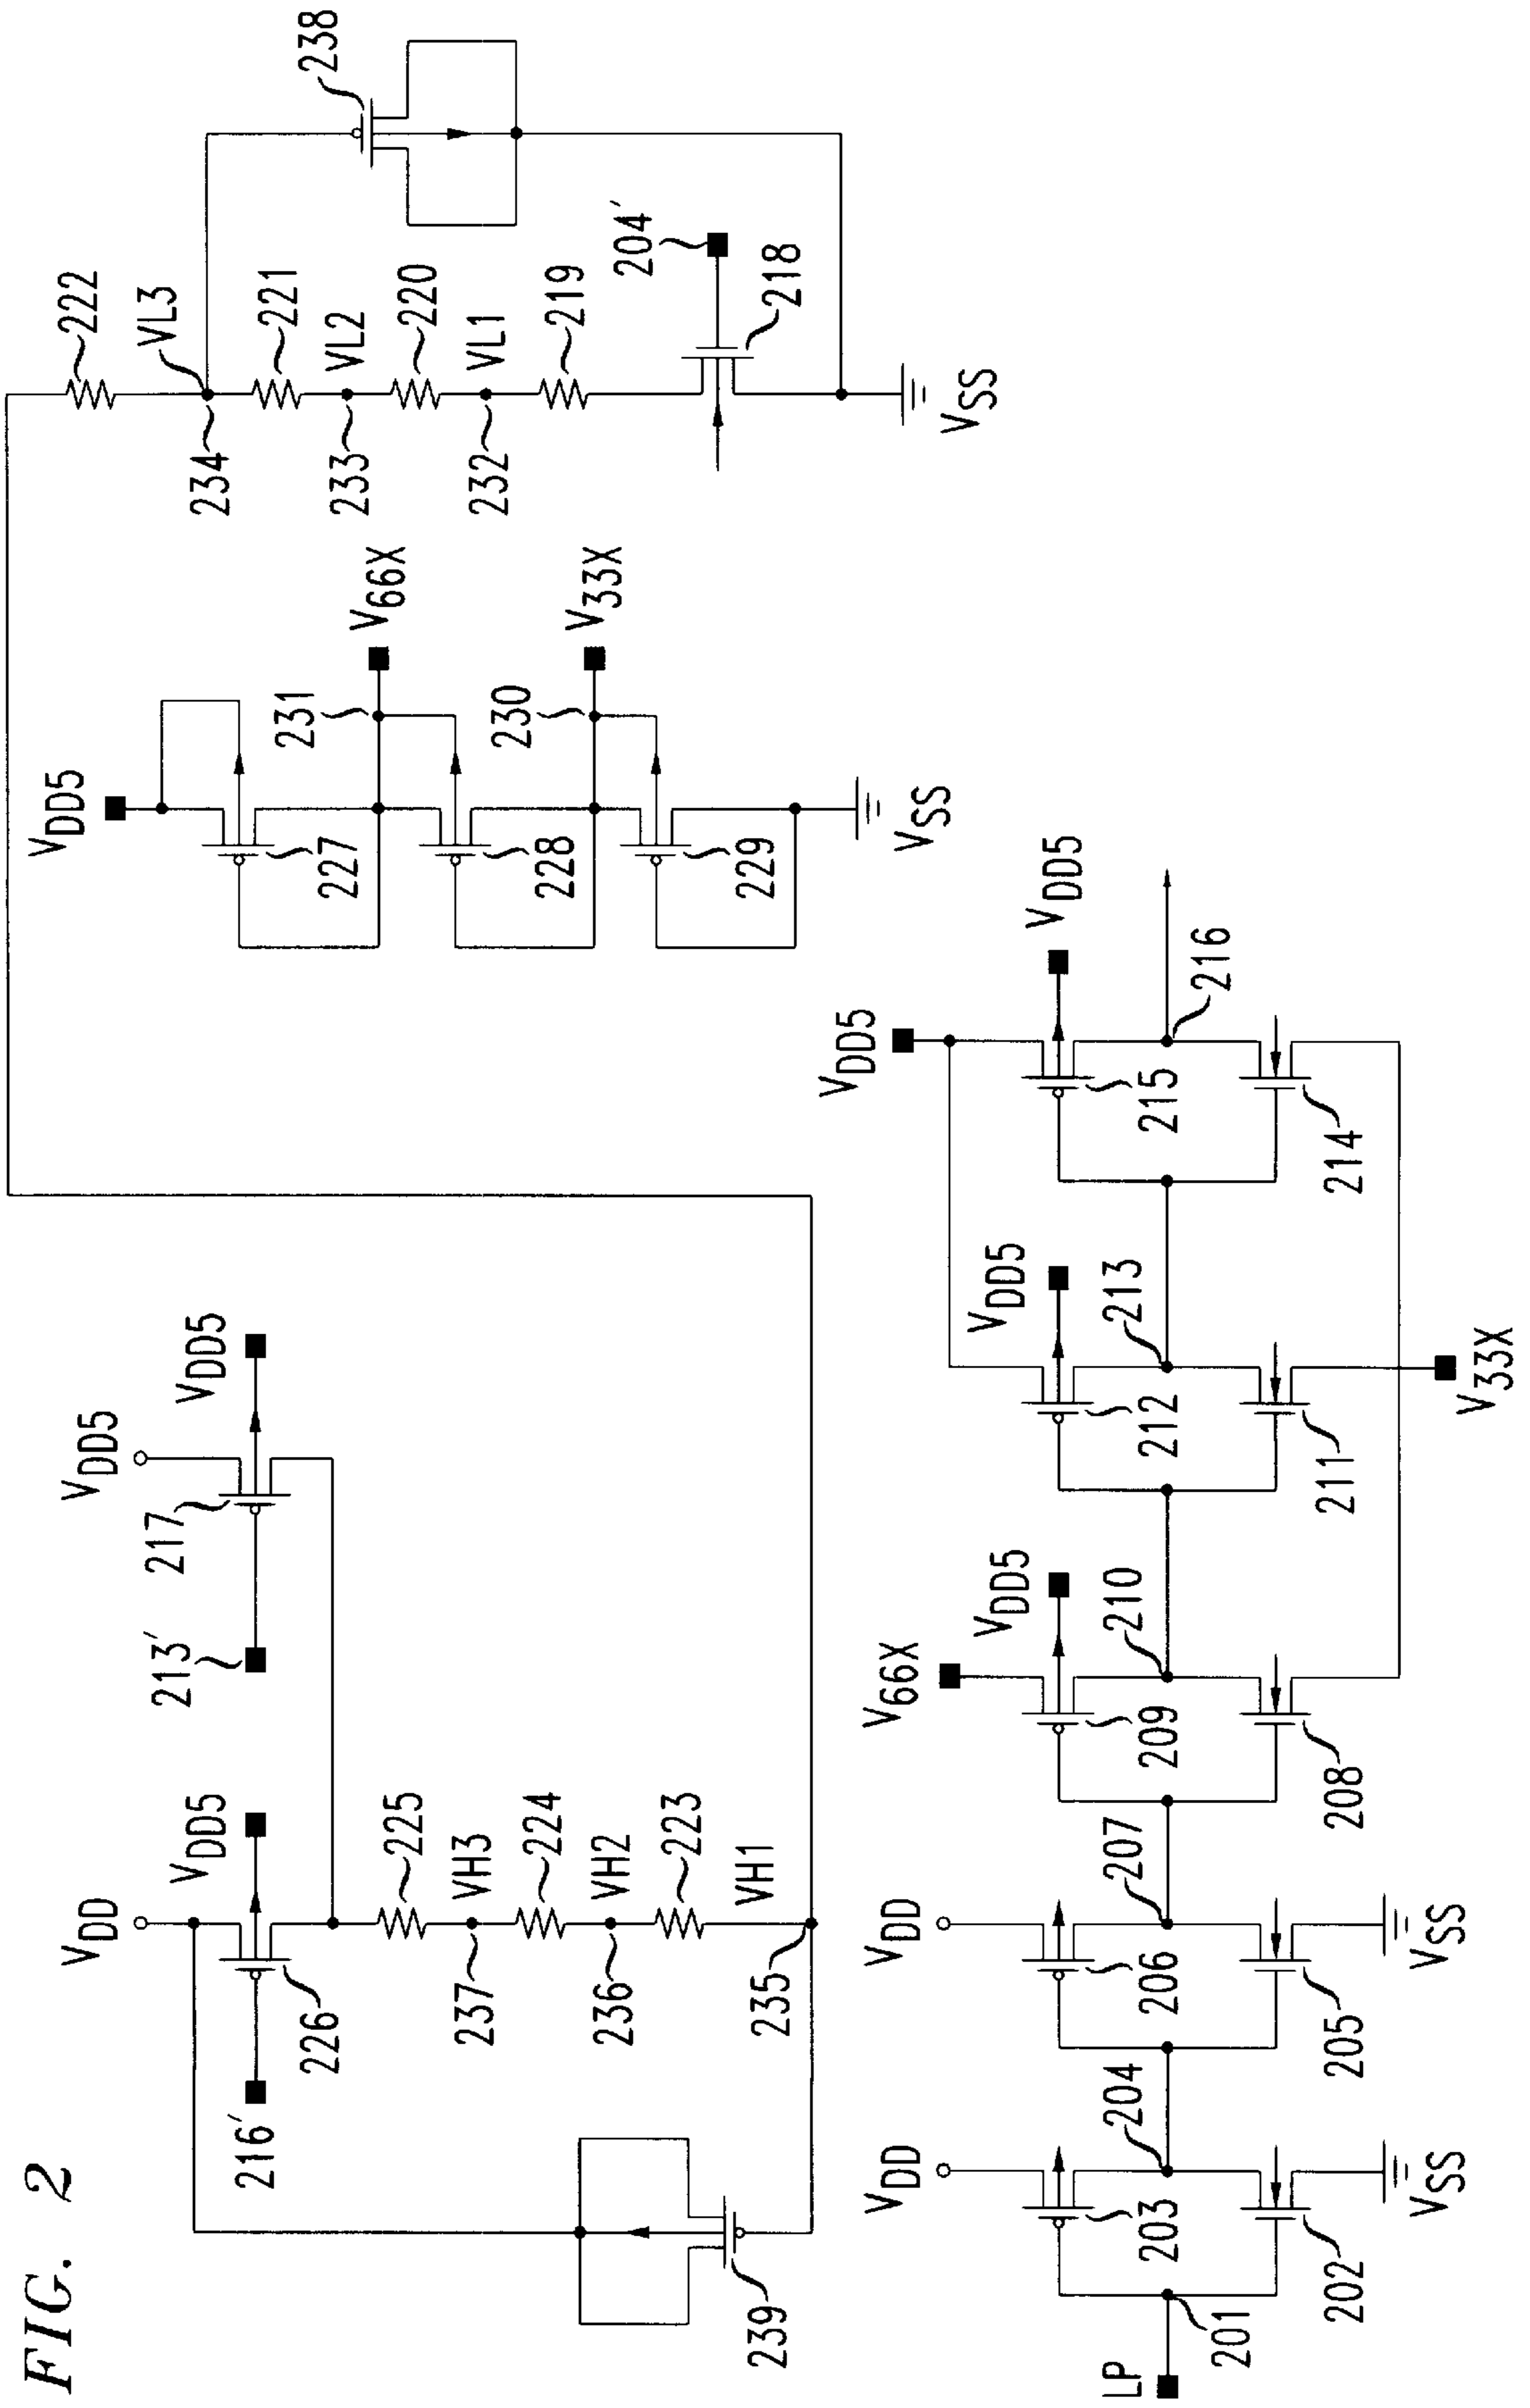 FIG. 2
VDD
VDD5
216′
226
225
VH3
237
224
VH2
236
223
VH1
235
239
VDD5
217
VDD5
213′
VDD5
227
231
V66X
228
230
V33X
229
VSS
222
VL3
234
221
VL2
233
220
VL1
232
219
204′
218
VSS
238
LP
201
VDD
203
204
202
VSS
VDD
206
207
205
VSS
V66X
VDD5
209
210
208
VDD5
212
213
211
V33X
VDD5
VDD5
215
216
214